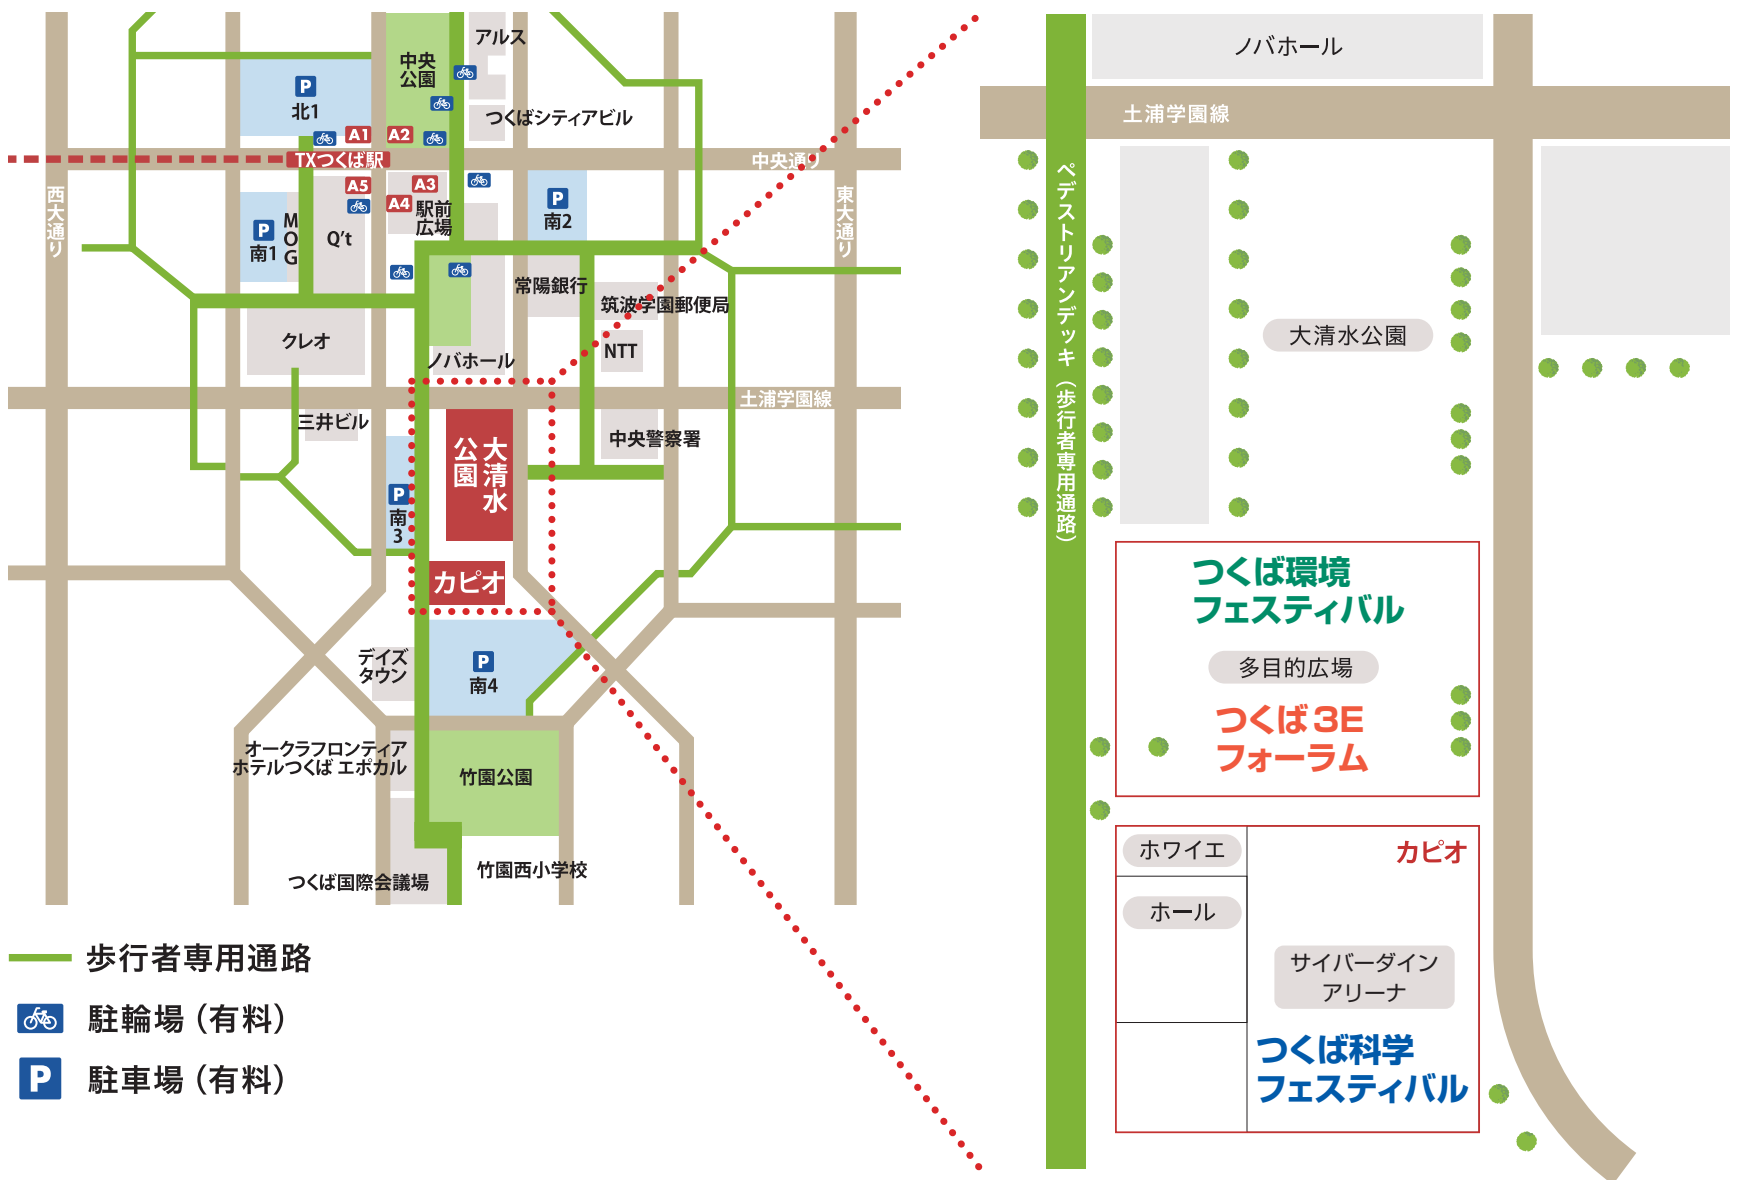 アルス
中央
公園
P
北1
つくばシティアビル
A1
A2
TXつくば駅
中央通り
西大通り
東大通り
A5
A3
A4
駅前
広場
P
南2
P
南1
MOG
Q't
常陽銀行
筑波学園郵便局
クレオ
NTT
ノバホール
土浦学園線
三井ビル
中央警察署
大清水
公園
P
南3
カピオ
デイズ
タウン
P
南4
オークラフロンティア
ホテルつくば エポカル
竹園公園
つくば国際会議場
竹園西小学校
歩行者専用通路
駐輪場(有料)
P
駐車場(有料)
ノバホール
土浦学園線
ペデストリアンデッキ(歩行者専用通路)
大清水公園
つくば環境
フェスティバル
多目的広場
つくば3E
フォーラム
ホワイエ
カピオ
ホール
サイバーダイン
アリーナ
つくば科学
フェスティバル